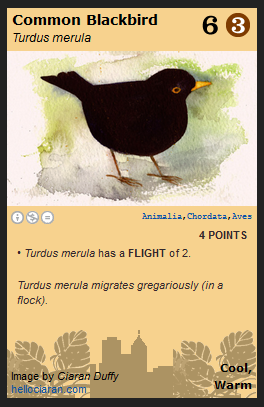 Common Blackbird
Turdus merula
6 3
Animalia,Chordata,Aves
4 POINTS
• Turdus merula has a FLIGHT of 2.
Turdus merula migrates gregariously (in a
flock).
Image by Ciaran Duffy
hellociaran.com
Cool,
Warm